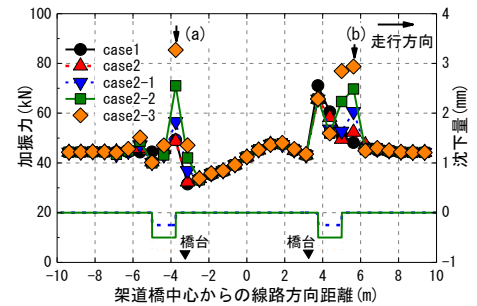 100
80
60
40
20
0
加振力(kN)
case1
case2
case2-1
case2-2
case2-3
(a)
(b)
走行方向
4
3
2
1
0
-1
沈下量(mm)
橋台
橋台
-10 -8 -6 -4 -2 0 2 4 6 8 10
架道橋中心からの線路方向距離(m)